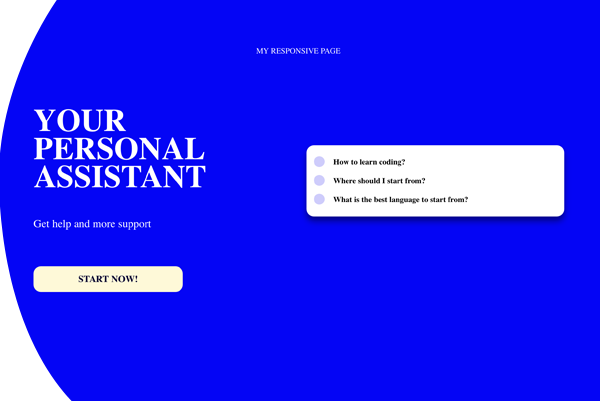 MY RESPONSIVE PAGE
YOUR
PERSONAL
ASSISTANT
Get help and more support
START NOW!
How to learn coding?
Where should I start from?
What is the best language to start from?